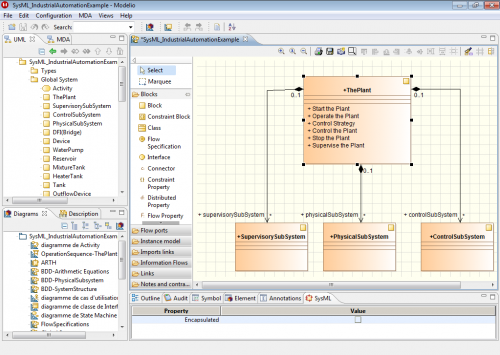 SysML_IndustrialAutomationExample - Modelio
Edit Configuration MDA Views Help
Search:
UML
MDA
SysML_IndustrialAutomationExam
Types
Global System
Activity
ThePlant
SupervisorySubSystem
ControlSubSystem
PhysicalSubSystem
DFI(Bridge)
Device
WaterPump
Reservoir
MixtureTank
HeaterTank
Tank
OutflowDevice
Diagrams
Description
SysML_IndustrialAutomationExam
diagramme de Activity
OperationSequence-ThePlant
ARTH
BDD-Arithmetic Equations
BDD-Physicalsubsystem
BDD-SystemStructure
diagramme de cas d'utilisation
diagramme de classe de Interf
diagramme de State Machine
FlowSpecifications
*SysML_IndustrialAutomationExample
Select
Marquee
Blocks
Block
Constraint Block
Class
Flow Specification
Interface
Connector
Constraint Property
Distributed Property
Flow Property
Flow ports
Instance model
Imports links
Information Flows
Links
Notes and contra...
+ThePlant
+ Start the Plant
+ Operate the Plant
+ Control Strategy
+ Control the Plant
+ Stop the Plant
+ Supervise the Plant
0..1
0..1
0..1
+ supervisorySubSystem *
+ physicalSubSystem *
+ controlSubSystem *
+SupervisorySubSystem
+PhysicalSubSystem
+ControlSubSystem
Outline
Audit
Symbol
Element
Annotations
SysML
Property
Value
Encapsulated